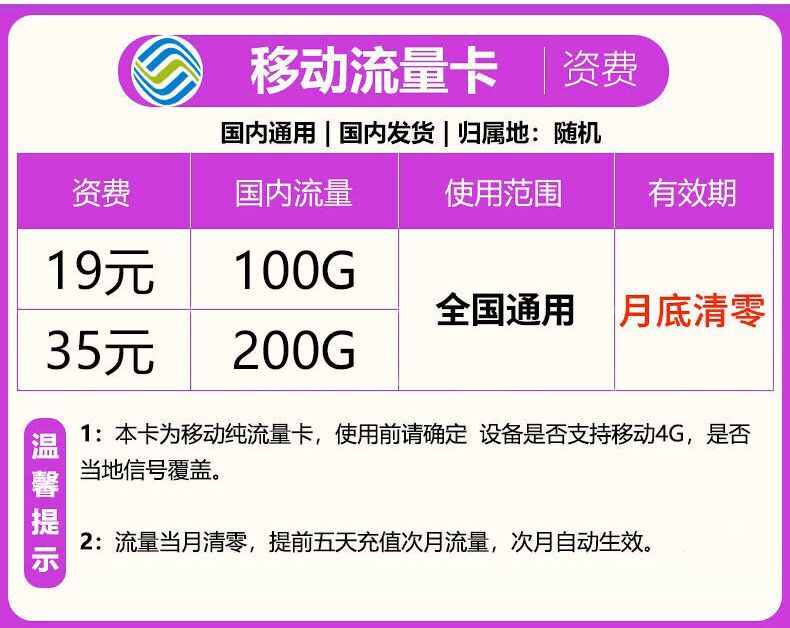 移动流量卡 | 资费
国内通用 | 国内发货 | 归属地：随机
资费 国内流量 使用范围 有效期
19元 100G
全国通用 月底清零
35元 200G
温馨提示
1：本卡为移动纯流量卡，使用前请确定 设备是否支持移动4G，是否
当地信号覆盖。
2：流量当月清零，提前五天充值次月流量，次月自动生效。